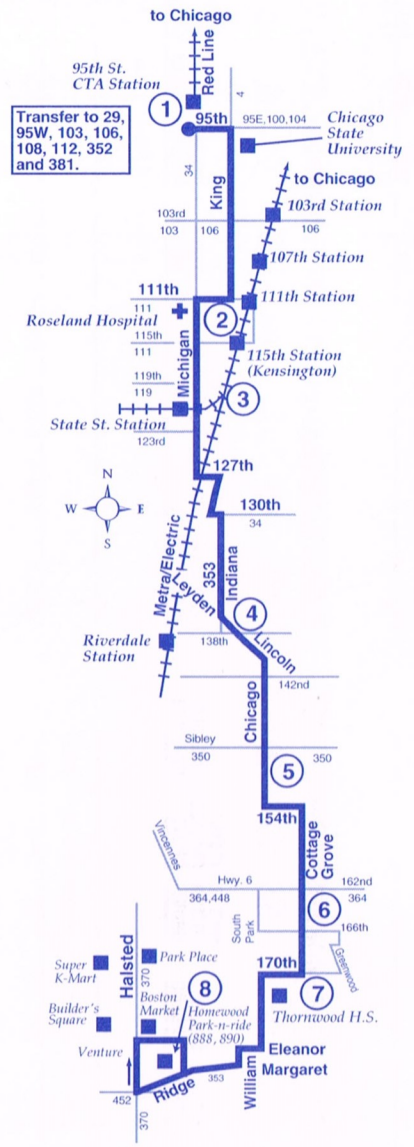 to Chicago
95th St.
CTA Station
Red Line
1
95th
4
95E,100,104
Transfer to 29,
95W, 103, 106,
108, 112, 352
and 381.
Chicago
State
University
34
King
to Chicago
103rd Station
103rd
103
106
106
107th Station
111th
111
111th Station
Roseland Hospital
2
115th
111
115th Station
(Kensington)
Michigan
119th
119
3
State St. Station
123rd
127th
N
W
E
S
130th
34
Metra/Electric
353
Indiana
Leyden
4
Lincoln
Riverdale
Station
138th
142nd
Chicago
Sibley
350
350
5
154th
Cottage
Grove
Vincennes
Hwy. 6
162nd
364,448
364
South
Park
6
166th
Greenwood
170th
7
Thornwood H.S.
Halsted
370
Park Place
Super
K-Mart
8
Boston
Market
Homewood
Park-n-ride
(888, 890)
Builder's
Square
Venture
Eleanor
Margaret
William
353
Ridge
452
370